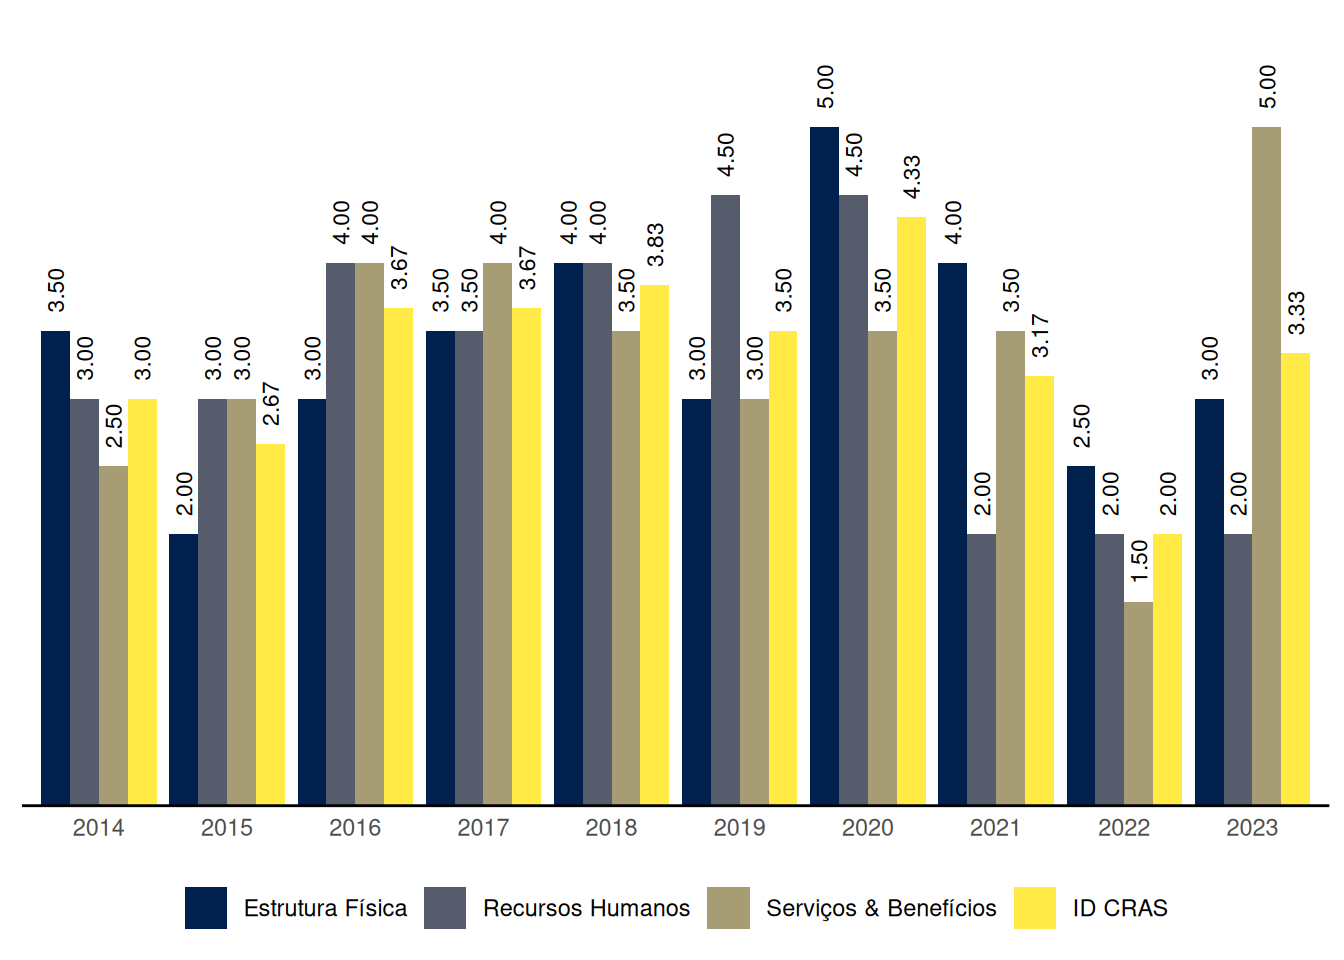 3.50 3.00 2.50 3.00
2.00 3.00 3.00 2.67
3.00 4.00 4.00 3.67
3.50 3.50 4.00 3.67
4.00 4.00 3.50 3.83
3.00 4.50 3.00 3.50
5.00 4.50 3.50 4.33
4.00 2.00 3.50 3.17
2.50 2.00 1.50 2.00
3.00 2.00 5.00 3.33
2014 2015 2016 2017 2018 2019 2020 2021 2022 2023
Estrutura Física Recursos Humanos Serviços & Benefícios ID CRAS